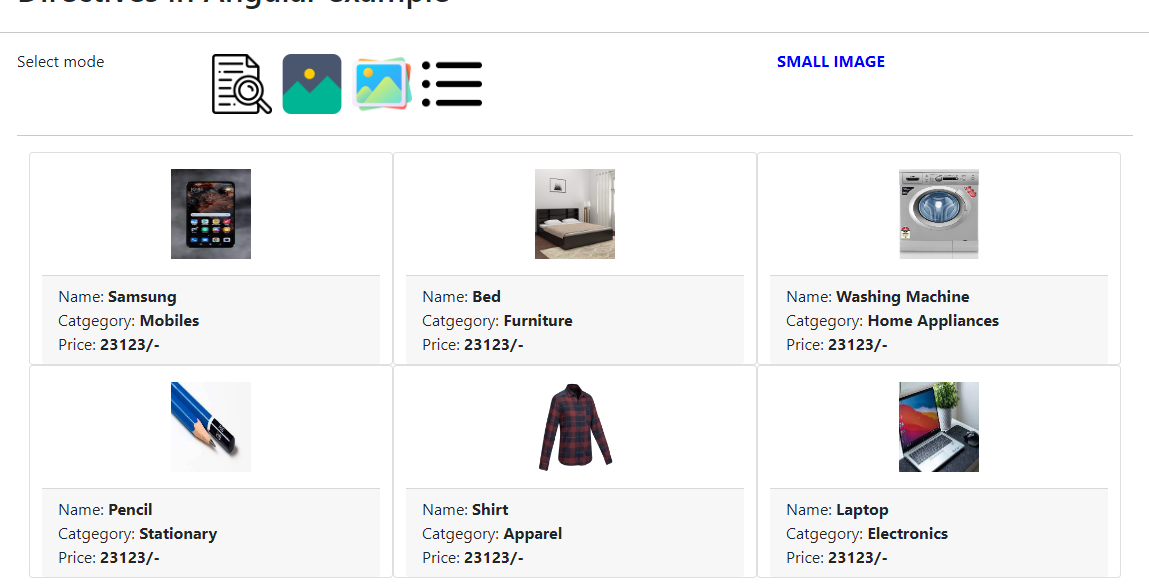 Directives in Angular example
Select mode
SMALL IMAGE
Name: Samsung
Catgegory: Mobiles
Price: 23123/-
Name: Bed
Catgegory: Furniture
Price: 23123/-
Name: Washing Machine
Catgegory: Home Appliances
Price: 23123/-
Name: Pencil
Catgegory: Stationary
Price: 23123/-
Name: Shirt
Catgegory: Apparel
Price: 23123/-
Name: Laptop
Catgegory: Electronics
Price: 23123/-